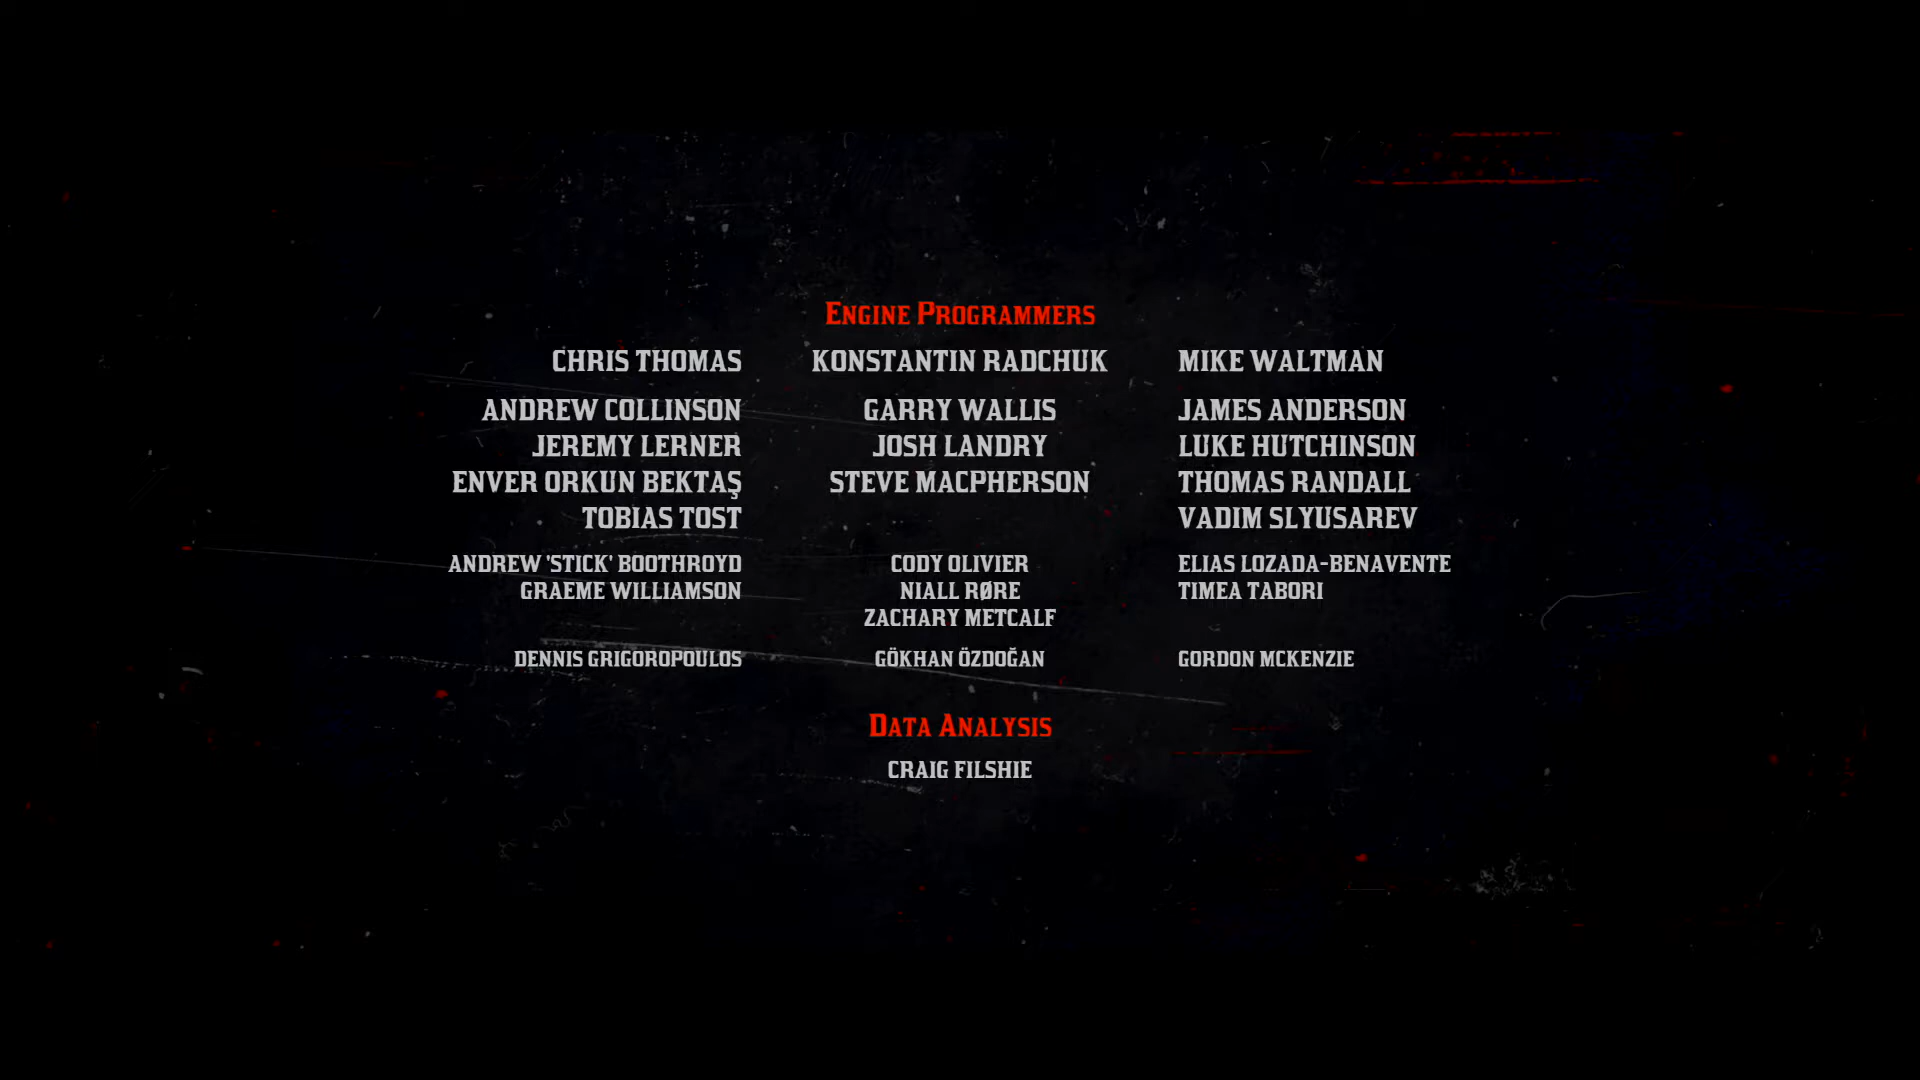 Engine Programmers
CHRIS THOMAS KONSTANTIN RADCHUK MIKE WALTMAN
ANDREW COLLINSON GARRY WALLIS JAMES ANDERSON
JEREMY LERNER JOSH LANDRY LUKE HUTCHINSON
ENVER ORKUN BEKTAŞ STEVE MACPHERSON THOMAS RANDALL
TOBIAS TOST VADIM SLYUSAREV
ANDREW 'STICK' BOOTHROYD CODY OLIVIER ELIAS LOZADA-BENAVENTE
GRAEME WILLIAMSON NIALL RØRE TIMEA TABORI
ZACHARY METCALF
DENNIS GRIGOROPOULOS GÖKHAN ÖZDOĞAN GORDON MCKENZIE
Data Analysis
CRAIG FILSHIE